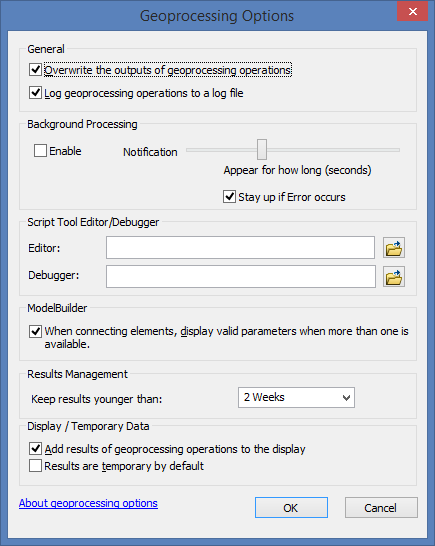 Geoprocessing Options
General
Overwrite the outputs of geoprocessing operations
Log geoprocessing operations to a log file
Background Processing
Enable
Notification
Appear for how long (seconds)
Stay up if Error occurs
Script Tool Editor/Debugger
Editor:
Debugger:
ModelBuilder
When connecting elements, display valid parameters when more than one is
available.
Results Management
Keep results younger than:
2 Weeks
Display / Temporary Data
Add results of geoprocessing operations to the display
Results are temporary by default
About geoprocessing options
OK
Cancel